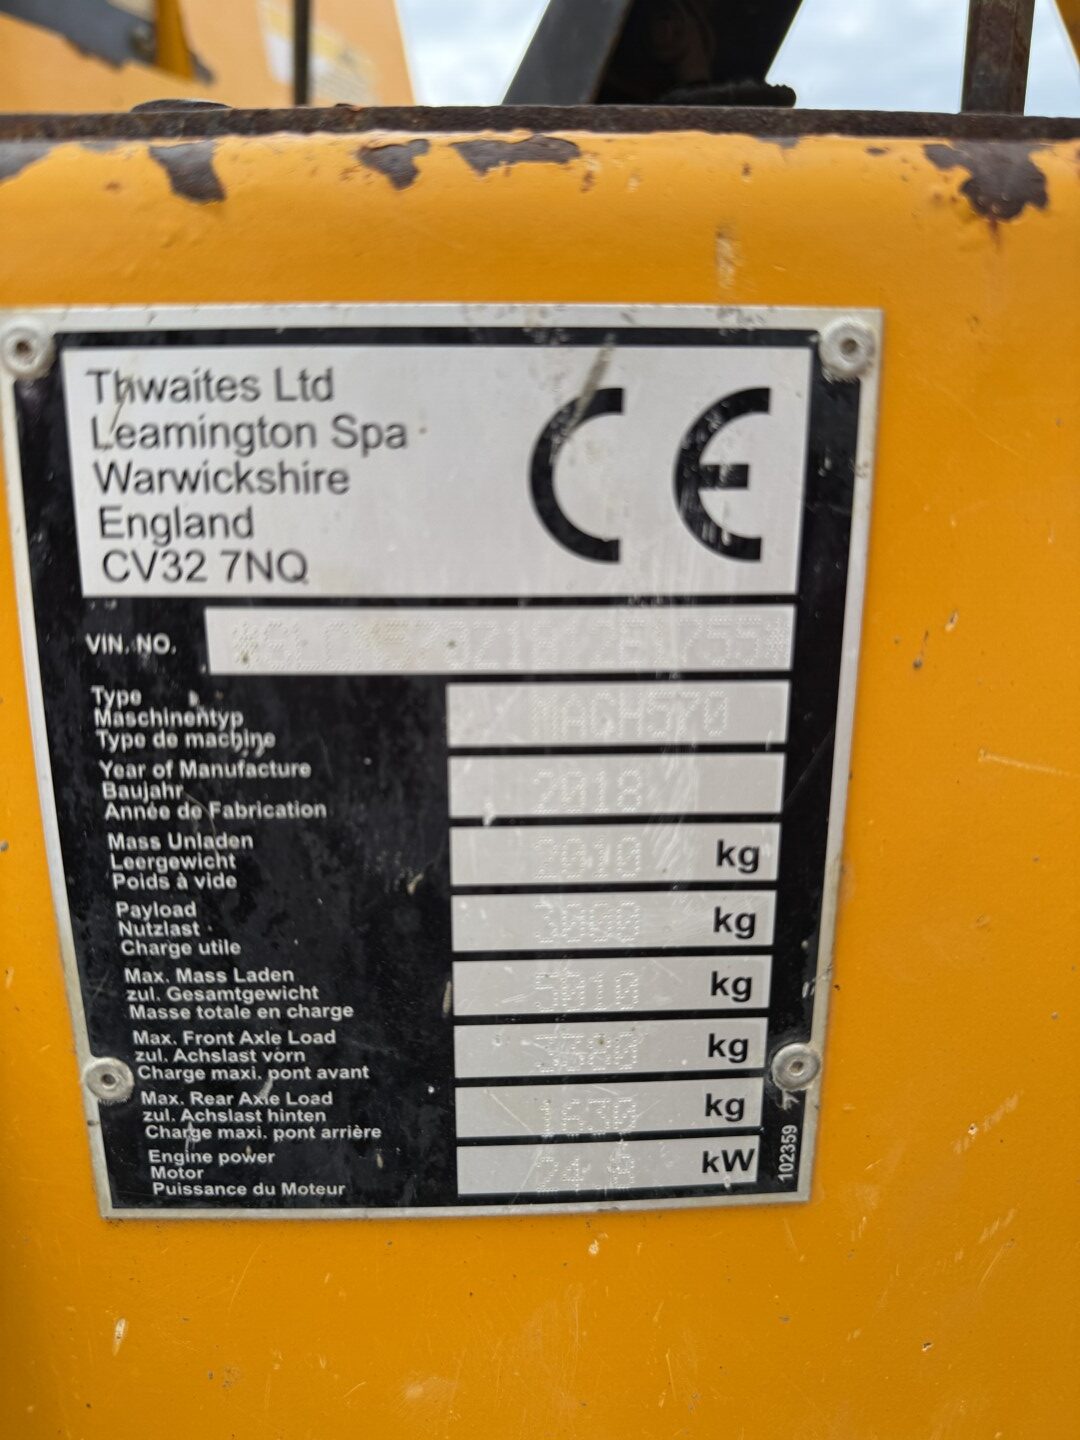 Thwaites Ltd
Leamington Spa
Warwickshire
England
CV32 7NQ
CE
VIN. NO.
Type
Maschinentyp
Type de machine
MACH570
Year of Manufacture
Baujahr
Année de Fabrication
2018
Mass Unladen
Leergewicht
Poids à vide
kg
Payload
Nutzlast
Charge utile
3000 kg
Max. Mass Laden
zul. Gesamtgewicht
Masse totale en charge
kg
Max. Front Axle Load
zul. Achslast vorn
Charge maxi. pont avant
kg
Max. Rear Axle Load
zul. Achslast hinten
Charge maxi. pont arrière
kg
Engine power
Motor
Puissance du Moteur
kW
102359